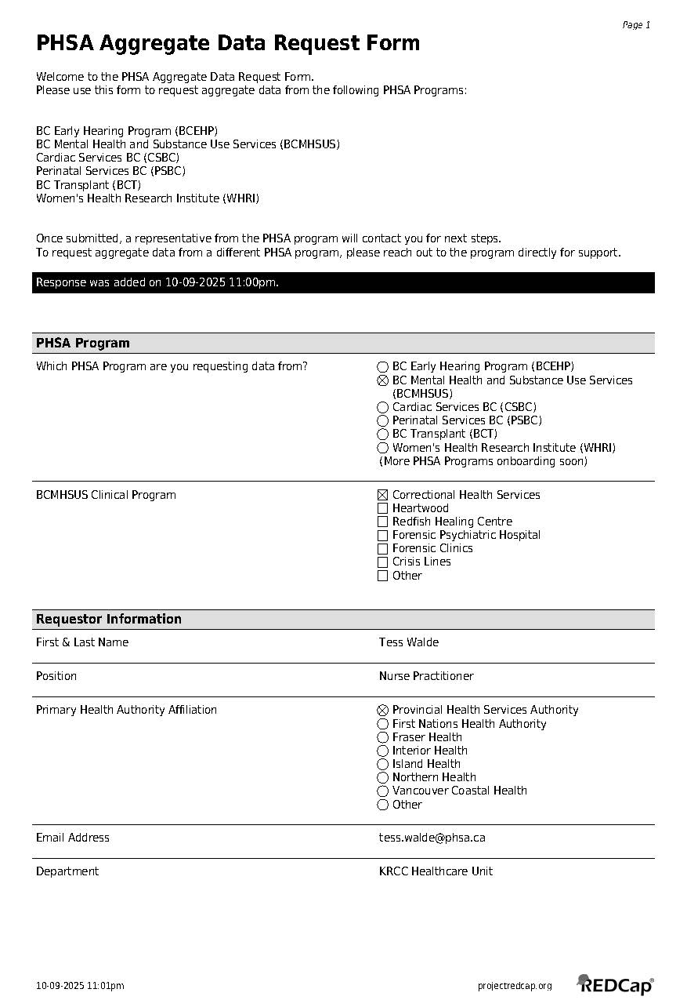 Page 1
PHSA Aggregate Data Request Form
Welcome to the PHSA Aggregate Data Request Form.
Please use this form to request aggregate data from the following PHSA Programs:
BC Early Hearing Program (BCEHP)
BC Mental Health and Substance Use Services (BCMHSUS)
Cardiac Services BC (CSBC)
Perinatal Services BC (PSBC)
BC Transplant (BCT)
Women's Health Research Institute (WHRI)
Once submitted, a representative from the PHSA program will contact you for next steps.
To request aggregate data from a different PHSA program, please reach out to the program directly for support.
Response was added on 10-09-2025 11:00pm.
PHSA Program
Which PHSA Program are you requesting data from?
BC Early Hearing Program (BCEHP)
BC Mental Health and Substance Use Services
(BCMHSUS)
Cardiac Services BC (CSBC)
Perinatal Services BC (PSBC)
BC Transplant (BCT)
Women's Health Research Institute (WHRI)
(More PHSA Programs onboarding soon)
BCMHSUS Clinical Program
Correctional Health Services
Heartwood
Redfish Healing Centre
Forensic Psychiatric Hospital
Forensic Clinics
Crisis Lines
Other
Requestor Information
First & Last Name
Tess Walde
Position
Nurse Practitioner
Primary Health Authority Affiliation
Provincial Health Services Authority
First Nations Health Authority
Fraser Health
Interior Health
Island Health
Northern Health
Vancouver Coastal Health
Other
Email Address
tess.walde@phsa.ca
Department
KRCC Healthcare Unit
10-09-2025 11:01pm
projectredcap.org
REDCap®